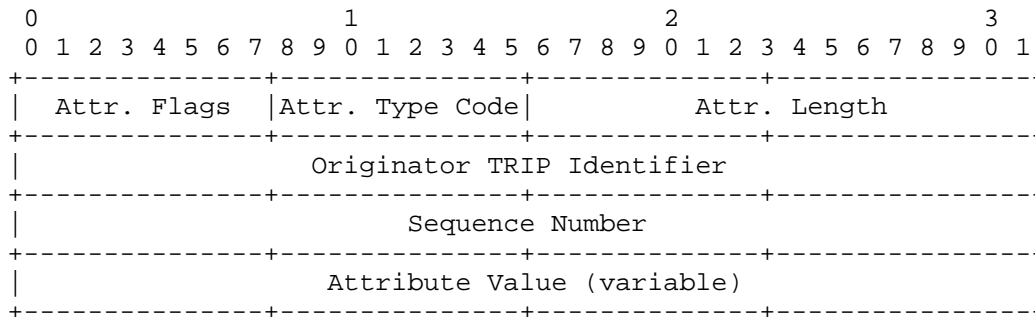 0                   1                   2                   3
0 1 2 3 4 5 6 7 8 9 0 1 2 3 4 5 6 7 8 9 0 1 2 3 4 5 6 7 8 9 0 1
+---------------+---------------+--------------+----------------
|  Attr. Flags  |Attr. Type Code|          Attr. Length
+---------------+---------------+--------------+----------------
|                  Originator TRIP Identifier
+---------------+---------------+--------------+----------------
|                        Sequence Number
+---------------+---------------+--------------+----------------
|                   Attribute Value (variable)
+---------------+---------------+--------------+----------------